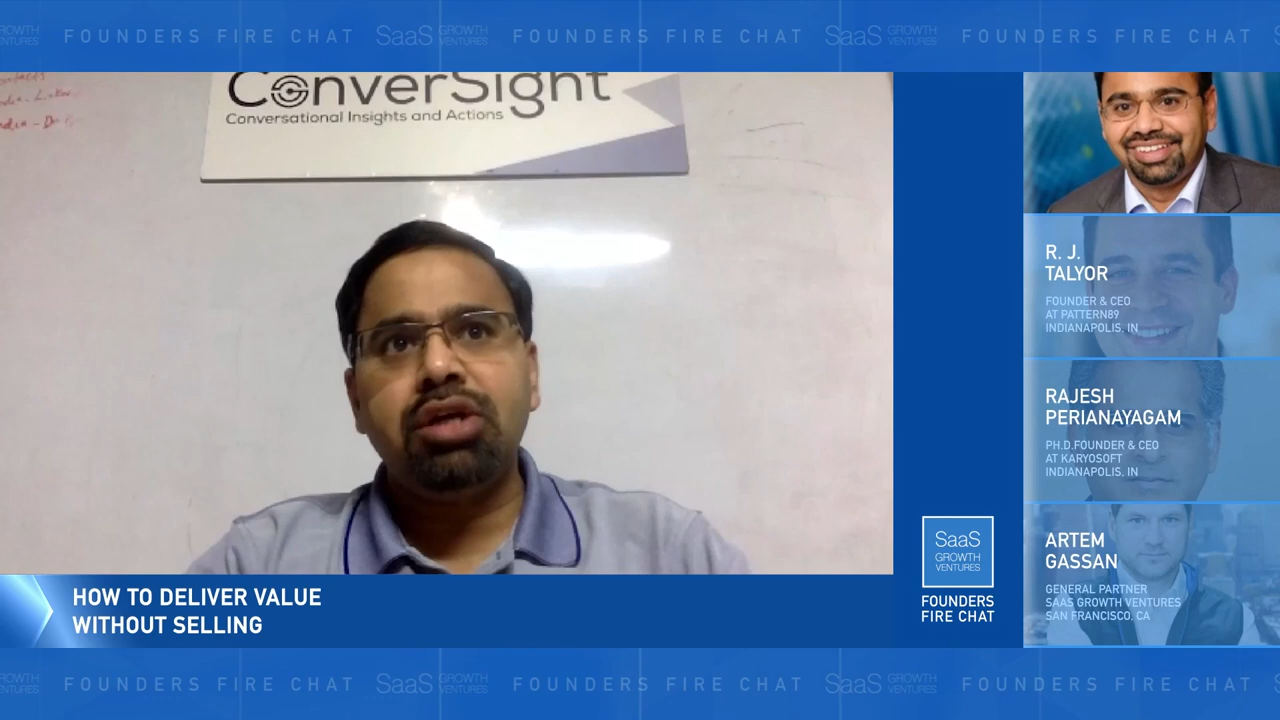 FOUNDERS FIRE CHAT SaaS GROWTH VENTURES FOUNDERS FIRE CHAT SaaS GROWTH VENTURES FOUNDERS FIRE CHAT
ConverSight
Conversational Insights and Actions
R. J.
TALYOR
FOUNDER & CEO
AT PATTERN89
INDIANAPOLIS, IN
RAJESH
PERIANAYAGAM
PH.D.FOUNDER & CEO
AT KARYOSOFT
INDIANAPOLIS, IN
ARTEM
GASSAN
GENERAL PARTNER
SAAS GROWTH VENTURES
SAN FRANCISCO, CA
SaaS
GROWTH
VENTURES
FOUNDERS
FIRE CHAT
HOW TO DELIVER VALUE
WITHOUT SELLING
FOUNDERS FIRE CHAT SaaS GROWTH VENTURES FOUNDERS FIRE CHAT SaaS GROWTH VENTURES FOUNDERS FIRE CHAT